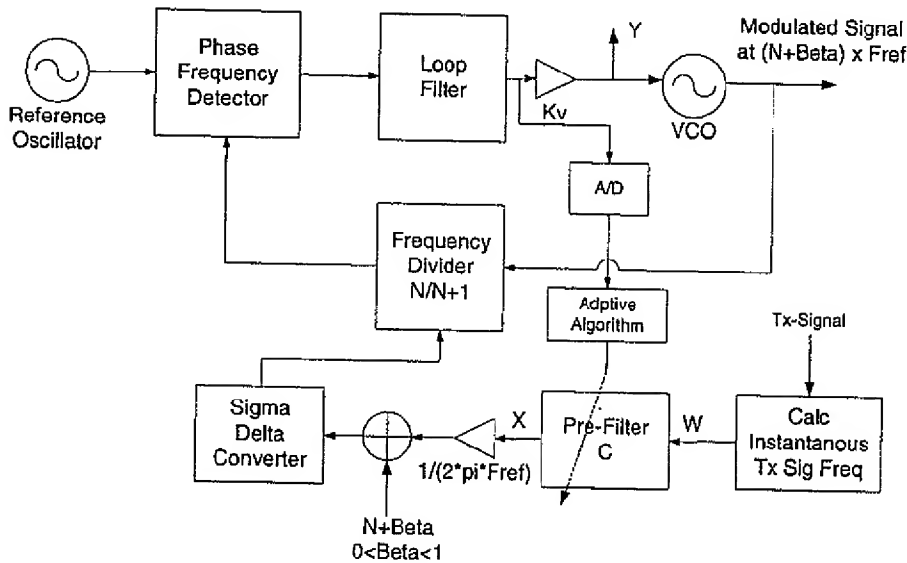 Reference
Oscillator
Phase
Frequency
Detector
Loop
Filter
Kv
Y
VCO
Modulated Signal
at (N+Beta) x Fref
A/D
Frequency
Divider
N/N+1
Adptive
Algorithm
Tx-Signal
Sigma
Delta
Converter
X
1/(2*pi*Fref)
Pre-Filter
C
W
Calc
Instantanous
Tx Sig Freq
N+Beta
0<Beta<1